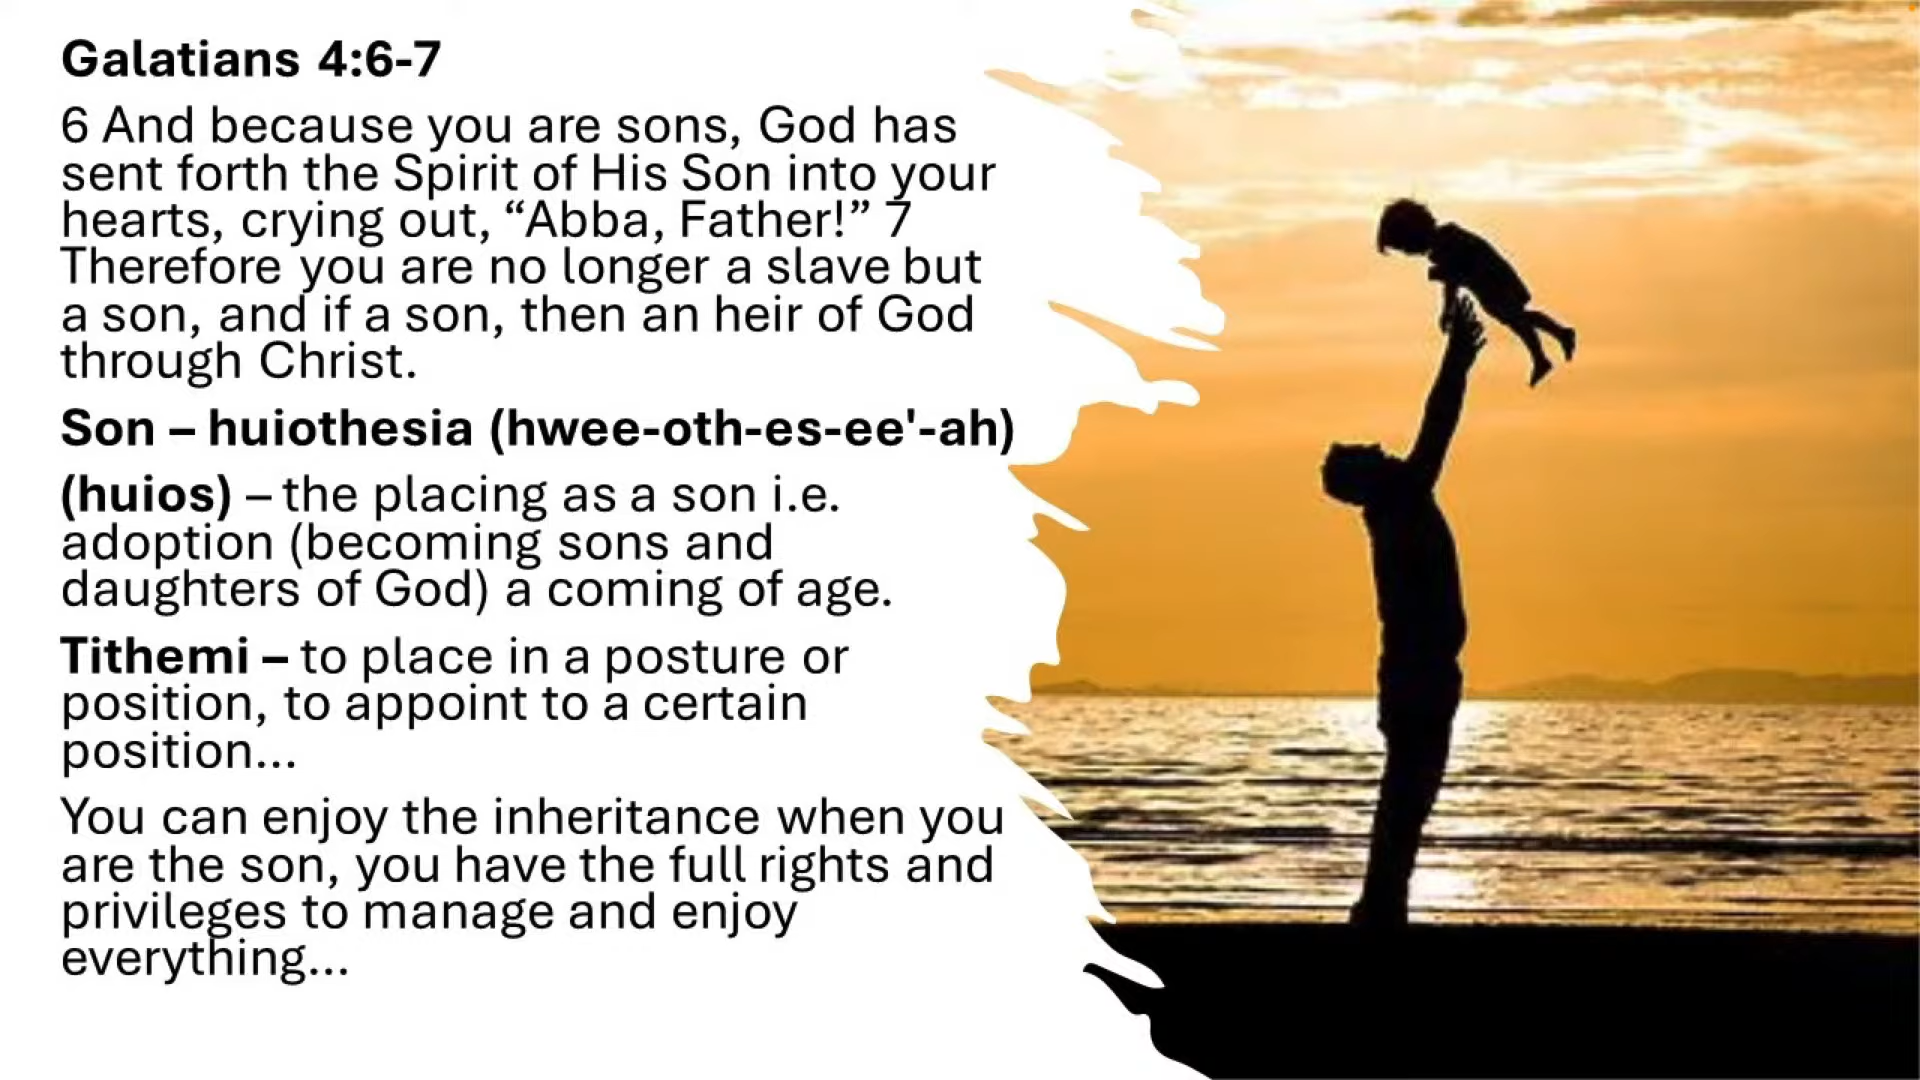 Galatians 4:6-7
6 And because you are sons, God has
sent forth the Spirit of His Son into your
hearts, crying out, “Abba, Father!” 7
Therefore you are no longer a slave but
a son, and if a son, then an heir of God
through Christ.
Son – huiothesia (hwee-oth-es-ee'-ah)
(huios) – the placing as a son i.e.
adoption (becoming sons and
daughters of God) a coming of age.
Tithemi – to place in a posture or
position, to appoint to a certain
position...
You can enjoy the inheritance when you
are the son, you have the full rights and
privileges to manage and enjoy
everything...